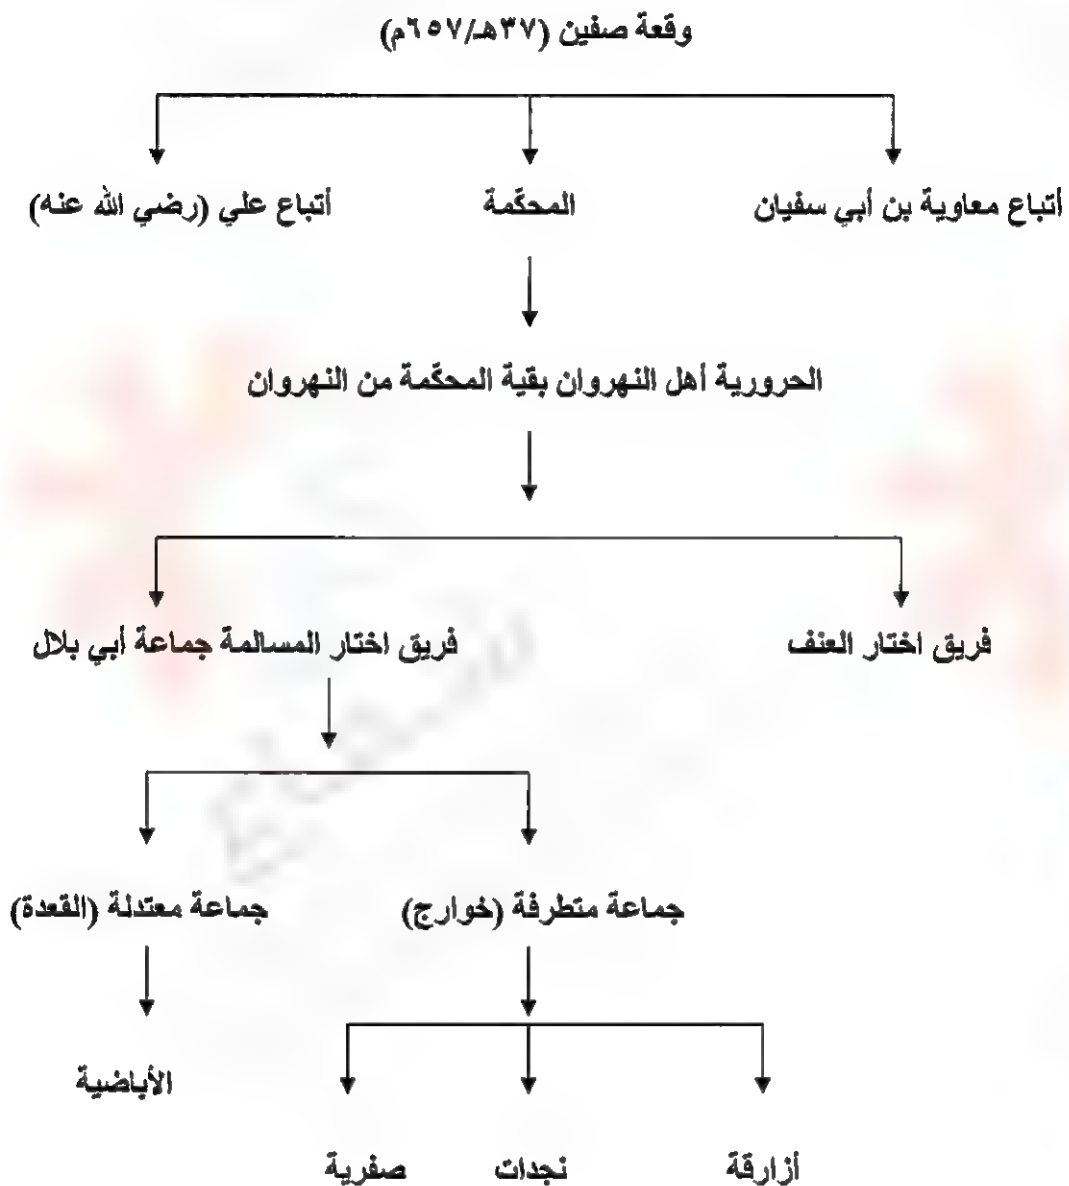 وقعة صفين (٣٧هـ/٦٥٧م)
أتباع معاوية بن أبي سفيان
المحكّمة
أتباع علي (رضي الله عنه)
الحرورية أهل النهروان بقية المحكّمة من النهروان
فريق اختار العنف
فريق اختار المسالمة جماعة أبي بلال
جماعة متطرفة (خوارج)
جماعة معتدلة (القعدة)
الأباضية
أزارقة
نجدات
صفرية